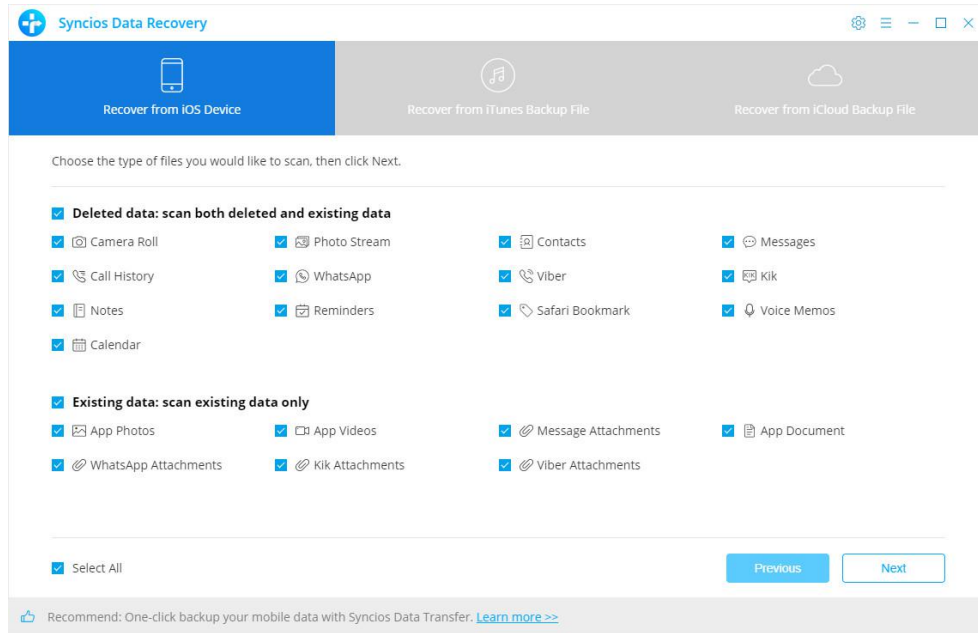 Syncios Data Recovery
Recover from iOS Device
Recover from iTunes Backup File
Recover from iCloud Backup File
Choose the type of files you would like to scan, then click Next.
Deleted data: scan both deleted and existing data
Camera Roll Photo Stream Contacts Messages
Call History WhatsApp Viber KIK Kik
Notes Reminders Safari Bookmark Voice Memos
Calendar
Existing data: scan existing data only
App Photos App Videos Message Attachments App Document
WhatsApp Attachments Kik Attachments Viber Attachments
Select All Previous Next
Recommend: One-click backup your mobile data with Syncios Data Transfer. Learn more >>